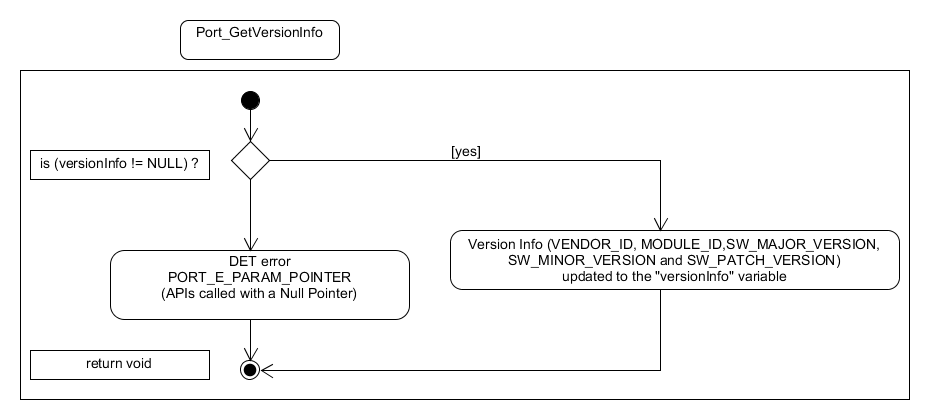 Port_GetVersionInfo
is (versionInfo != NULL) ?
[yes]
Version Info (VENDOR_ID, MODULE_ID,SW_MAJOR_VERSION,
SW_MINOR_VERSION and SW_PATCH_VERSION)
updated to the "versionInfo" variable
DET error
PORT_E_PARAM_POINTER
(APIs called with a Null Pointer)
return void